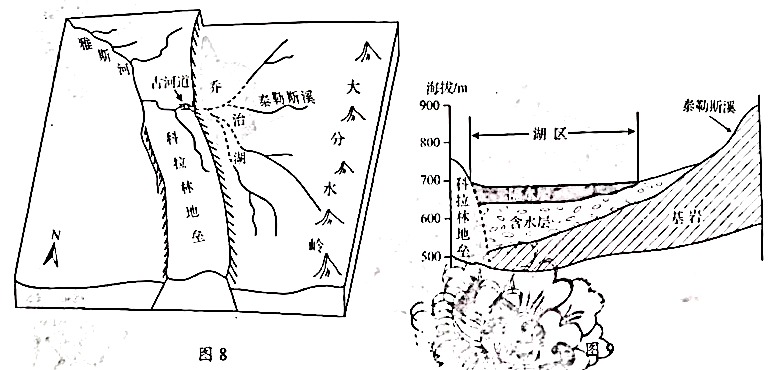 雅斯河
古河道
乔治湖
泰勒斯溪
大分水岭
科拉林地垒
N
图8
海拔/m
900
800
700
600
500
湖区
泰勒斯溪
科拉林地垒
含水层
基岩
图